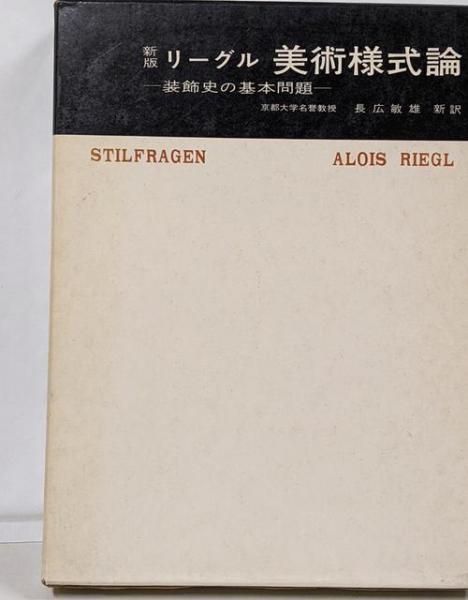 新版 リーグル 美術様式論
―装飾史の基本問題―
京都大学名誉教授 長広敏雄 新訳
STILFRAGEN ALOIS RIEGL